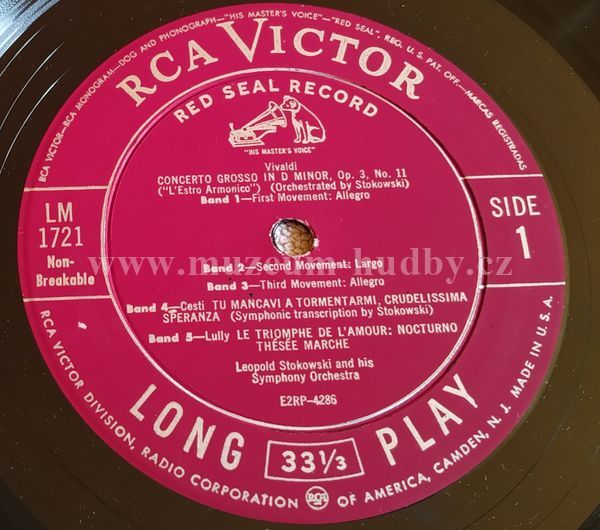 RCA VICTOR—RCA MONOGRAM—DOG AND PHONOGRAPH—"HIS MASTER'S VOICE"—"RED SEAL" REG. U. S. PAT. OFF.—MARCAS REGISTRADAS
RCA VICTOR
RED SEAL RECORD
"HIS MASTER'S VOICE"
Vivaldi
CONCERTO GROSSO IN D MINOR, Op. 3, No. 11
("L'Estro Armonico") (Orchestrated by Stokowski)
Band 1—First Movement: Allegro
LM
1721
Non-
Breakable
SIDE
1
Band 2—Second Movement: Largo
www.muzeum-hudby.cz
Band 3—Third Movement: Allegro
Band 4—Cesti TU MANCAVI A TORMENTARMI, CRUDELISSIMA
SPERANZA (Symphonic transcription by Stokowski)
Band 5—Lully LE TRIOMPHE DE L'AMOUR: NOCTURNO
THÉSÉE MARCHE
Leopold Stokowski and his
Symphony Orchestra
E2RP-4286
LONG 33⅓ PLAY
RCA VICTOR DIVISION, RADIO CORPORATION RCA OF AMERICA, CAMDEN, N. J. MADE IN U.S.A.